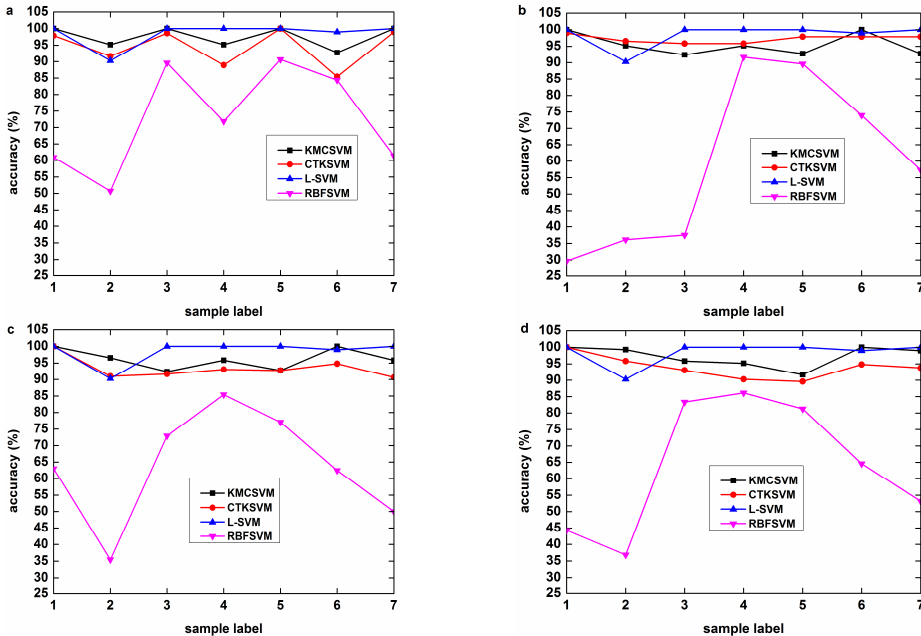 a
105
100
95
90
85
80
75
70
65
60
55
50
45
40
35
30
25
accuracy (%)
KMCSVM
CTKSVM
L-SVM
RBFSVM
1 2 3 4 5 6 7
sample label
b
105
100
95
90
85
80
75
70
65
60
55
50
45
40
35
30
25
accuracy (%)
KMCSVM
CTKSVM
L-SVM
RBFSVM
1 2 3 4 5 6 7
sample label
c
105
100
95
90
85
80
75
70
65
60
55
50
45
40
35
30
25
accuracy (%)
KMCSVM
CTKSVM
L-SVM
RBFSVM
1 2 3 4 5 6 7
sample label
d
105
100
95
90
85
80
75
70
65
60
55
50
45
40
35
30
25
accuracy (%)
KMCSVM
CTKSVM
L-SVM
RBFSVM
1 2 3 4 5 6 7
sample label